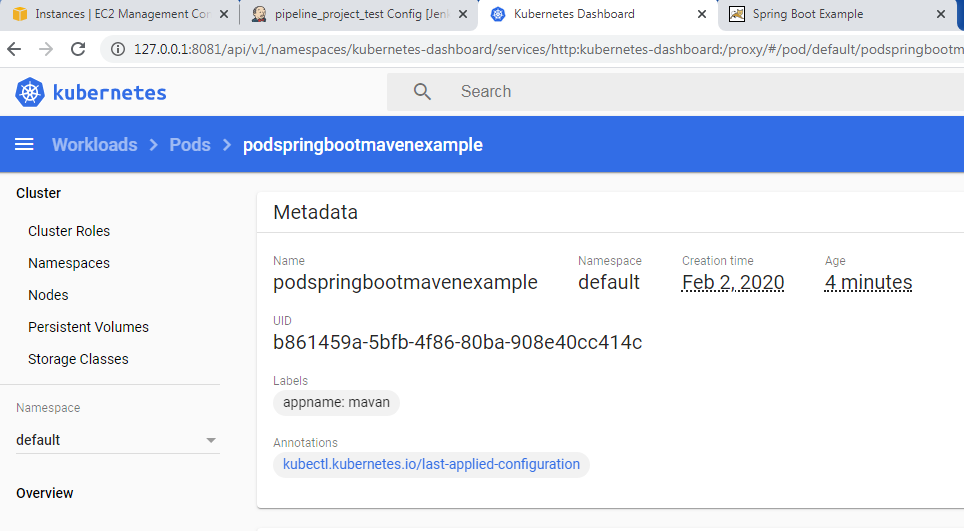 Instances | EC2 Management Con
pipeline_project_test Config [Jenk
Kubernetes Dashboard
Spring Boot Example
127.0.0.1:8081/api/v1/namespaces/kubernetes-dashboard/services/http:kubernetes-dashboard:/proxy/#/pod/default/podspringbootm
kubernetes
Search
Workloads > Pods > podspringbootmavenexample
Cluster
Cluster Roles
Namespaces
Nodes
Persistent Volumes
Storage Classes
Namespace
default
Overview
Metadata
Name
podspringbootmavenexample
Namespace
default
Creation time
Feb 2, 2020
Age
4 minutes
UID
b861459a-5bfb-4f86-80ba-908e40cc414c
Labels
appname: mavan
Annotations
kubectl.kubernetes.io/last-applied-configuration